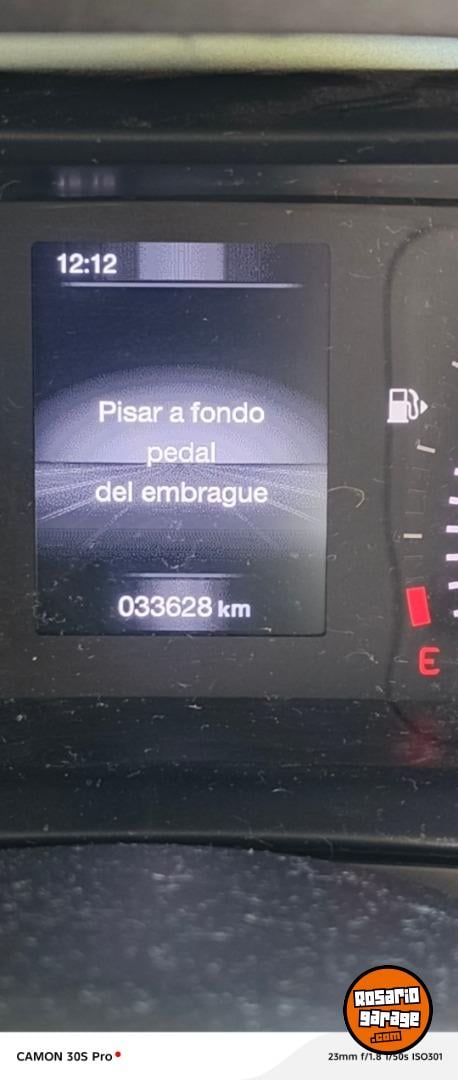 12:12
Pisar a fondo
pedal
del embrague
033628 km
E
Rosario
garage
.com
CAMON 30S Pro
23mm f/1.8 1/50s ISO301